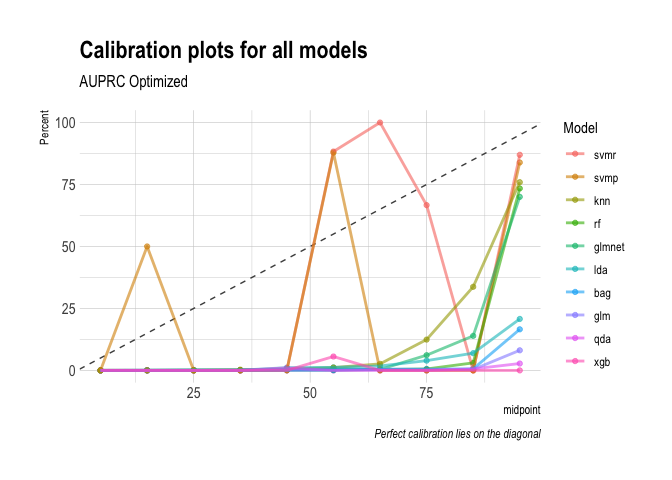 Calibration plots for all models
AUPRC Optimized
Percent
100
75
50
25
0
25
50
75
midpoint
Perfect calibration lies on the diagonal
Model
svmr
svmp
knn
rf
glmnet
lda
bag
glm
qda
xgb